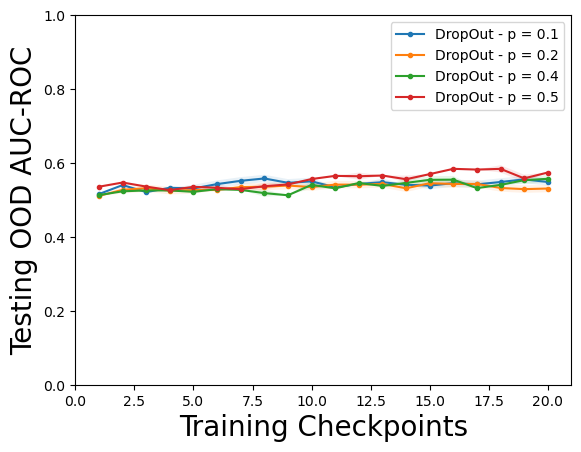 Testing OOD AUC-ROC
1.0
0.8
0.6
0.4
0.2
0.0
DropOut - p = 0.1
DropOut - p = 0.2
DropOut - p = 0.4
DropOut - p = 0.5
0.0 2.5 5.0 7.5 10.0 12.5 15.0 17.5 20.0
Training Checkpoints